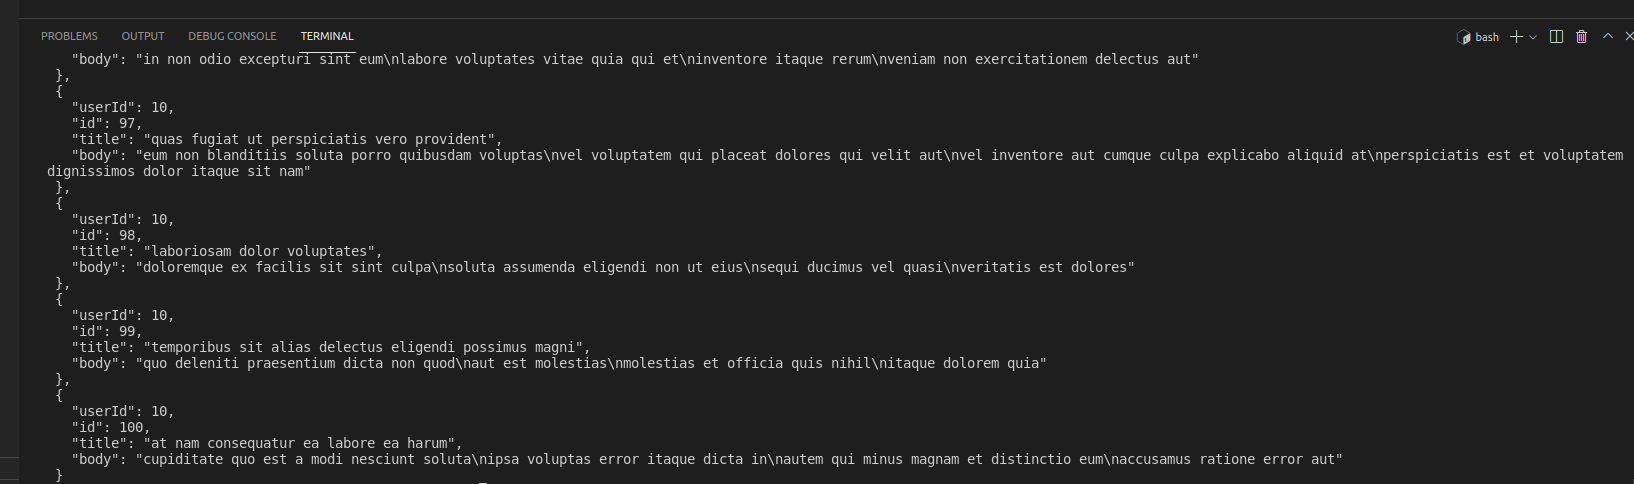 PROBLEMS OUTPUT DEBUG CONSOLE TERMINAL bash
"body": "in non odio excepturi sint eum\nlabore voluptates vitae quia qui et\ninventore itaque rerum\nveniam non exercitationem delectus aut"
},
{
"userId": 10,
"id": 97,
"title": "quas fugiat ut perspiciatis vero provident",
"body": "eum non blanditiis soluta porro quibusdam voluptas\nvel voluptatem qui placeat dolores qui velit aut\nvel inventore aut cumque culpa explicabo aliquid at\nperspiciatis est et voluptatem
dignissimos dolor itaque sit nam"
},
{
"userId": 10,
"id": 98,
"title": "laboriosam dolor voluptates",
"body": "doloremque ex facilis sit sint culpa\nsoluta assumenda eligendi non ut eius\nsequi ducimus vel quasi\nveritatis est dolores"
},
{
"userId": 10,
"id": 99,
"title": "temporibus sit alias delectus eligendi possimus magni",
"body": "quo deleniti praesentium dicta non quod\naut est molestias\nmolestias et officia quis nihil\nitaque dolorem quia"
},
{
"userId": 10,
"id": 100,
"title": "at nam consequatur ea labore ea harum",
"body": "cupiditate quo est a modi nesciunt soluta\nipsa voluptas error itaque dicta in\nautem qui minus magnam et distinctio eum\naccusamus ratione error aut"
}